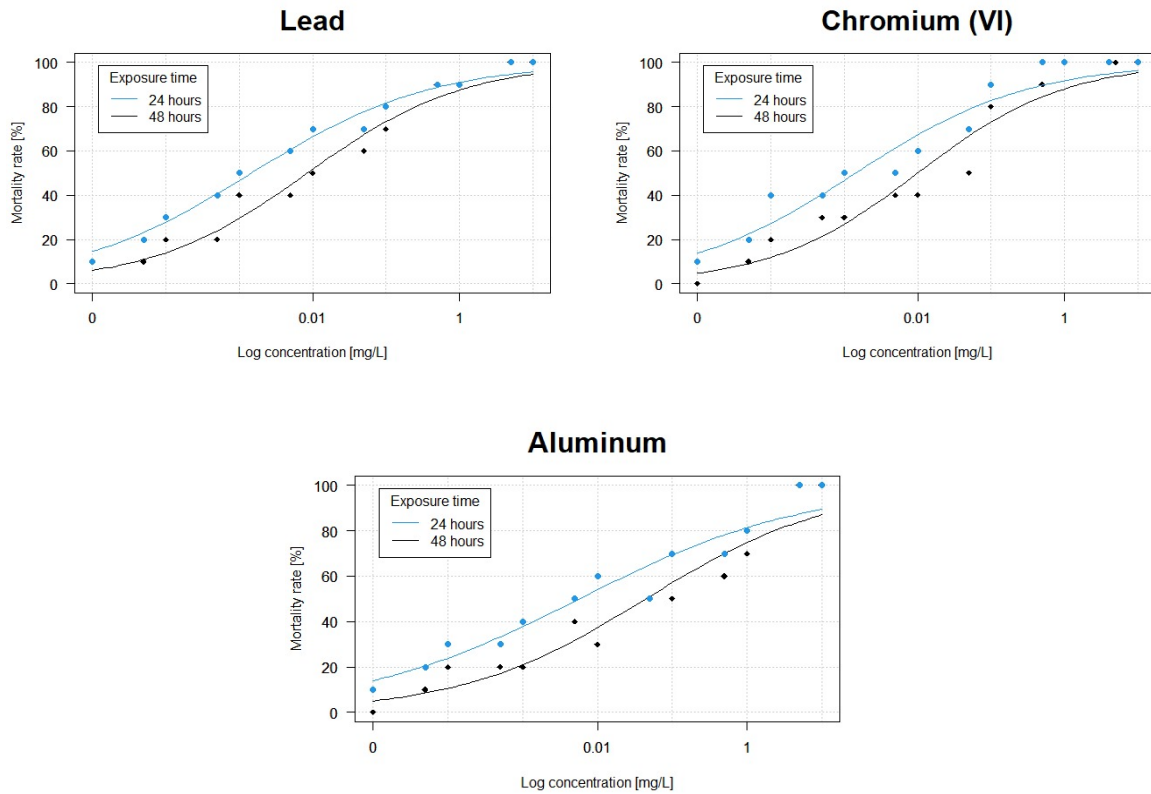 Lead
Mortality rate [%]
100
80
60
40
20
0
Exposure time
24 hours
48 hours
0
0.01
1
Log concentration [mg/L]
Chromium (VI)
Mortality rate [%]
100
80
60
40
20
0
Exposure time
24 hours
48 hours
0
0.01
1
Log concentration [mg/L]
Aluminum
Mortality rate [%]
100
80
60
40
20
0
Exposure time
24 hours
48 hours
0
0.01
1
Log concentration [mg/L]